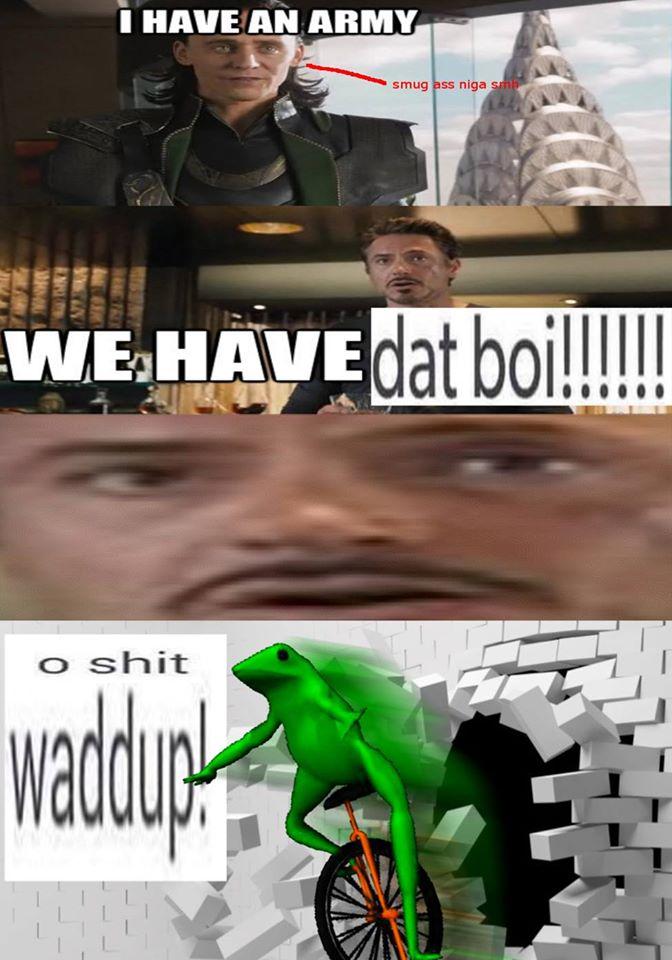 I HAVE AN ARMY
smug ass niga smh
WE HAVE dat boi!!!!!!
o shit
waddup!